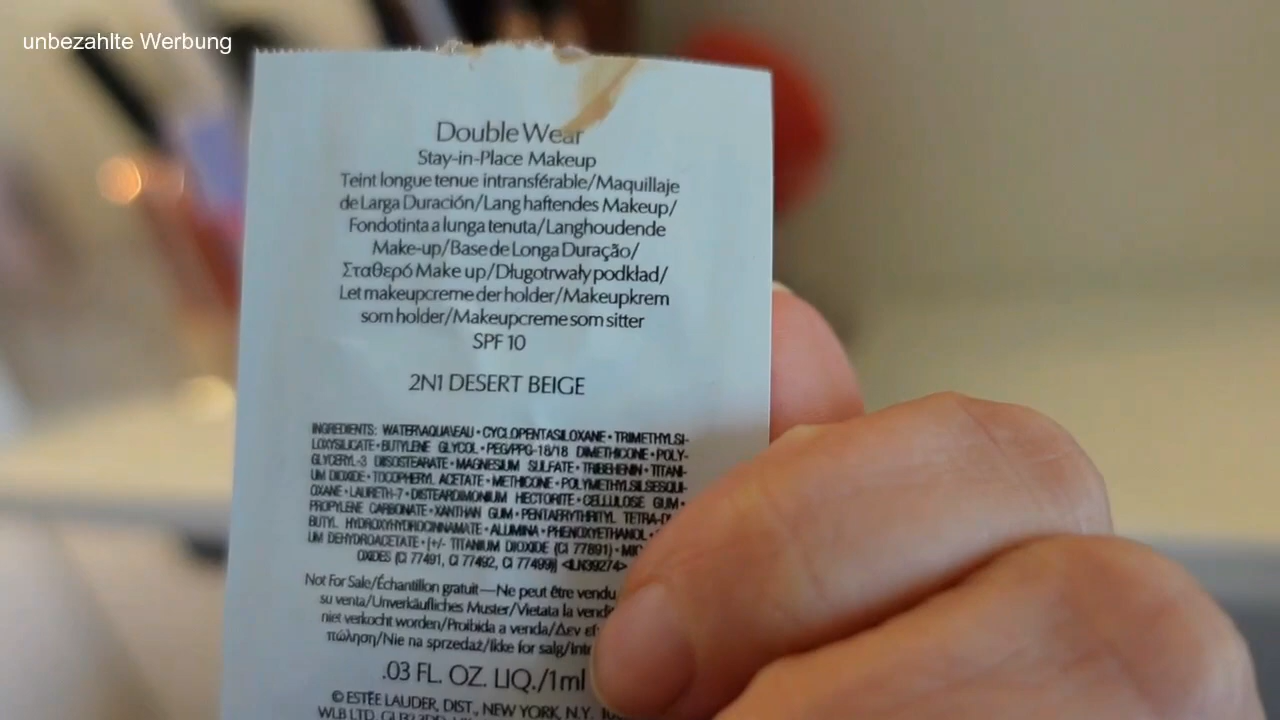 unbezahlte Werbung
Double Wear
Stay-in-Place Makeup
Teint longue tenue intransférable/Maquillaje
de Larga Duración/Lang haftendes Makeup/
Fondotinta a lunga tenuta/Langhoudende
Make-up/Base de Longa Duração/
Σταθερό Make up/Długotrwały podkład/
Let makeupcreme der holder/Makeupkrem
som holder/Makeupcreme som sitter
SPF 10
2N1 DESERT BEIGE
INGREDIENTS: WATER\AQUA\EAU • CYCLOPENTASILOXANE • TRIMETHYLSI-
LOXYSILICATE • BUTYLENE GLYCOL • PEG/PPG-18/18 DIMETHICONE • POLY-
GLYCERYL-3 DIISOSTEARATE • MAGNESIUM SULFATE • TRIBEHENIN • TITANI-
UM DIOXIDE • TOCOPHERYL ACETATE • METHICONE • POLYMETHYLSILSESQUI-
OXANE • LAURETH-7 • DISTEARDIMONIUM HECTORITE • CELLULOSE GUM •
PROPYLENE CARBONATE • XANTHAN GUM • PENTAERYTHRITYL TETRA-D
BUTYL HYDROXYHYDROCINNAMATE • ALUMINA • PHENOXYETHANOL •
UM DEHYDROACETATE • [+/- TITANIUM DIOXIDE (CI 77891) • MIC
OXIDES (CI 77491, CI 77492, CI 77499)] <ILN39274>
Not For Sale/Échantillon gratuit—Ne peut être vendu
su venta/Unverkäufliches Muster/Vietata la vendi
niet verkocht worden/Proibida a venda/Δεν εί
πώληση/Nie na sprzedaż/Ikke for salg/Inte
.03 FL. OZ. LIQ./1ml
© ESTÉE LAUDER, DIST., NEW YORK, N.Y.
WLB LTD.